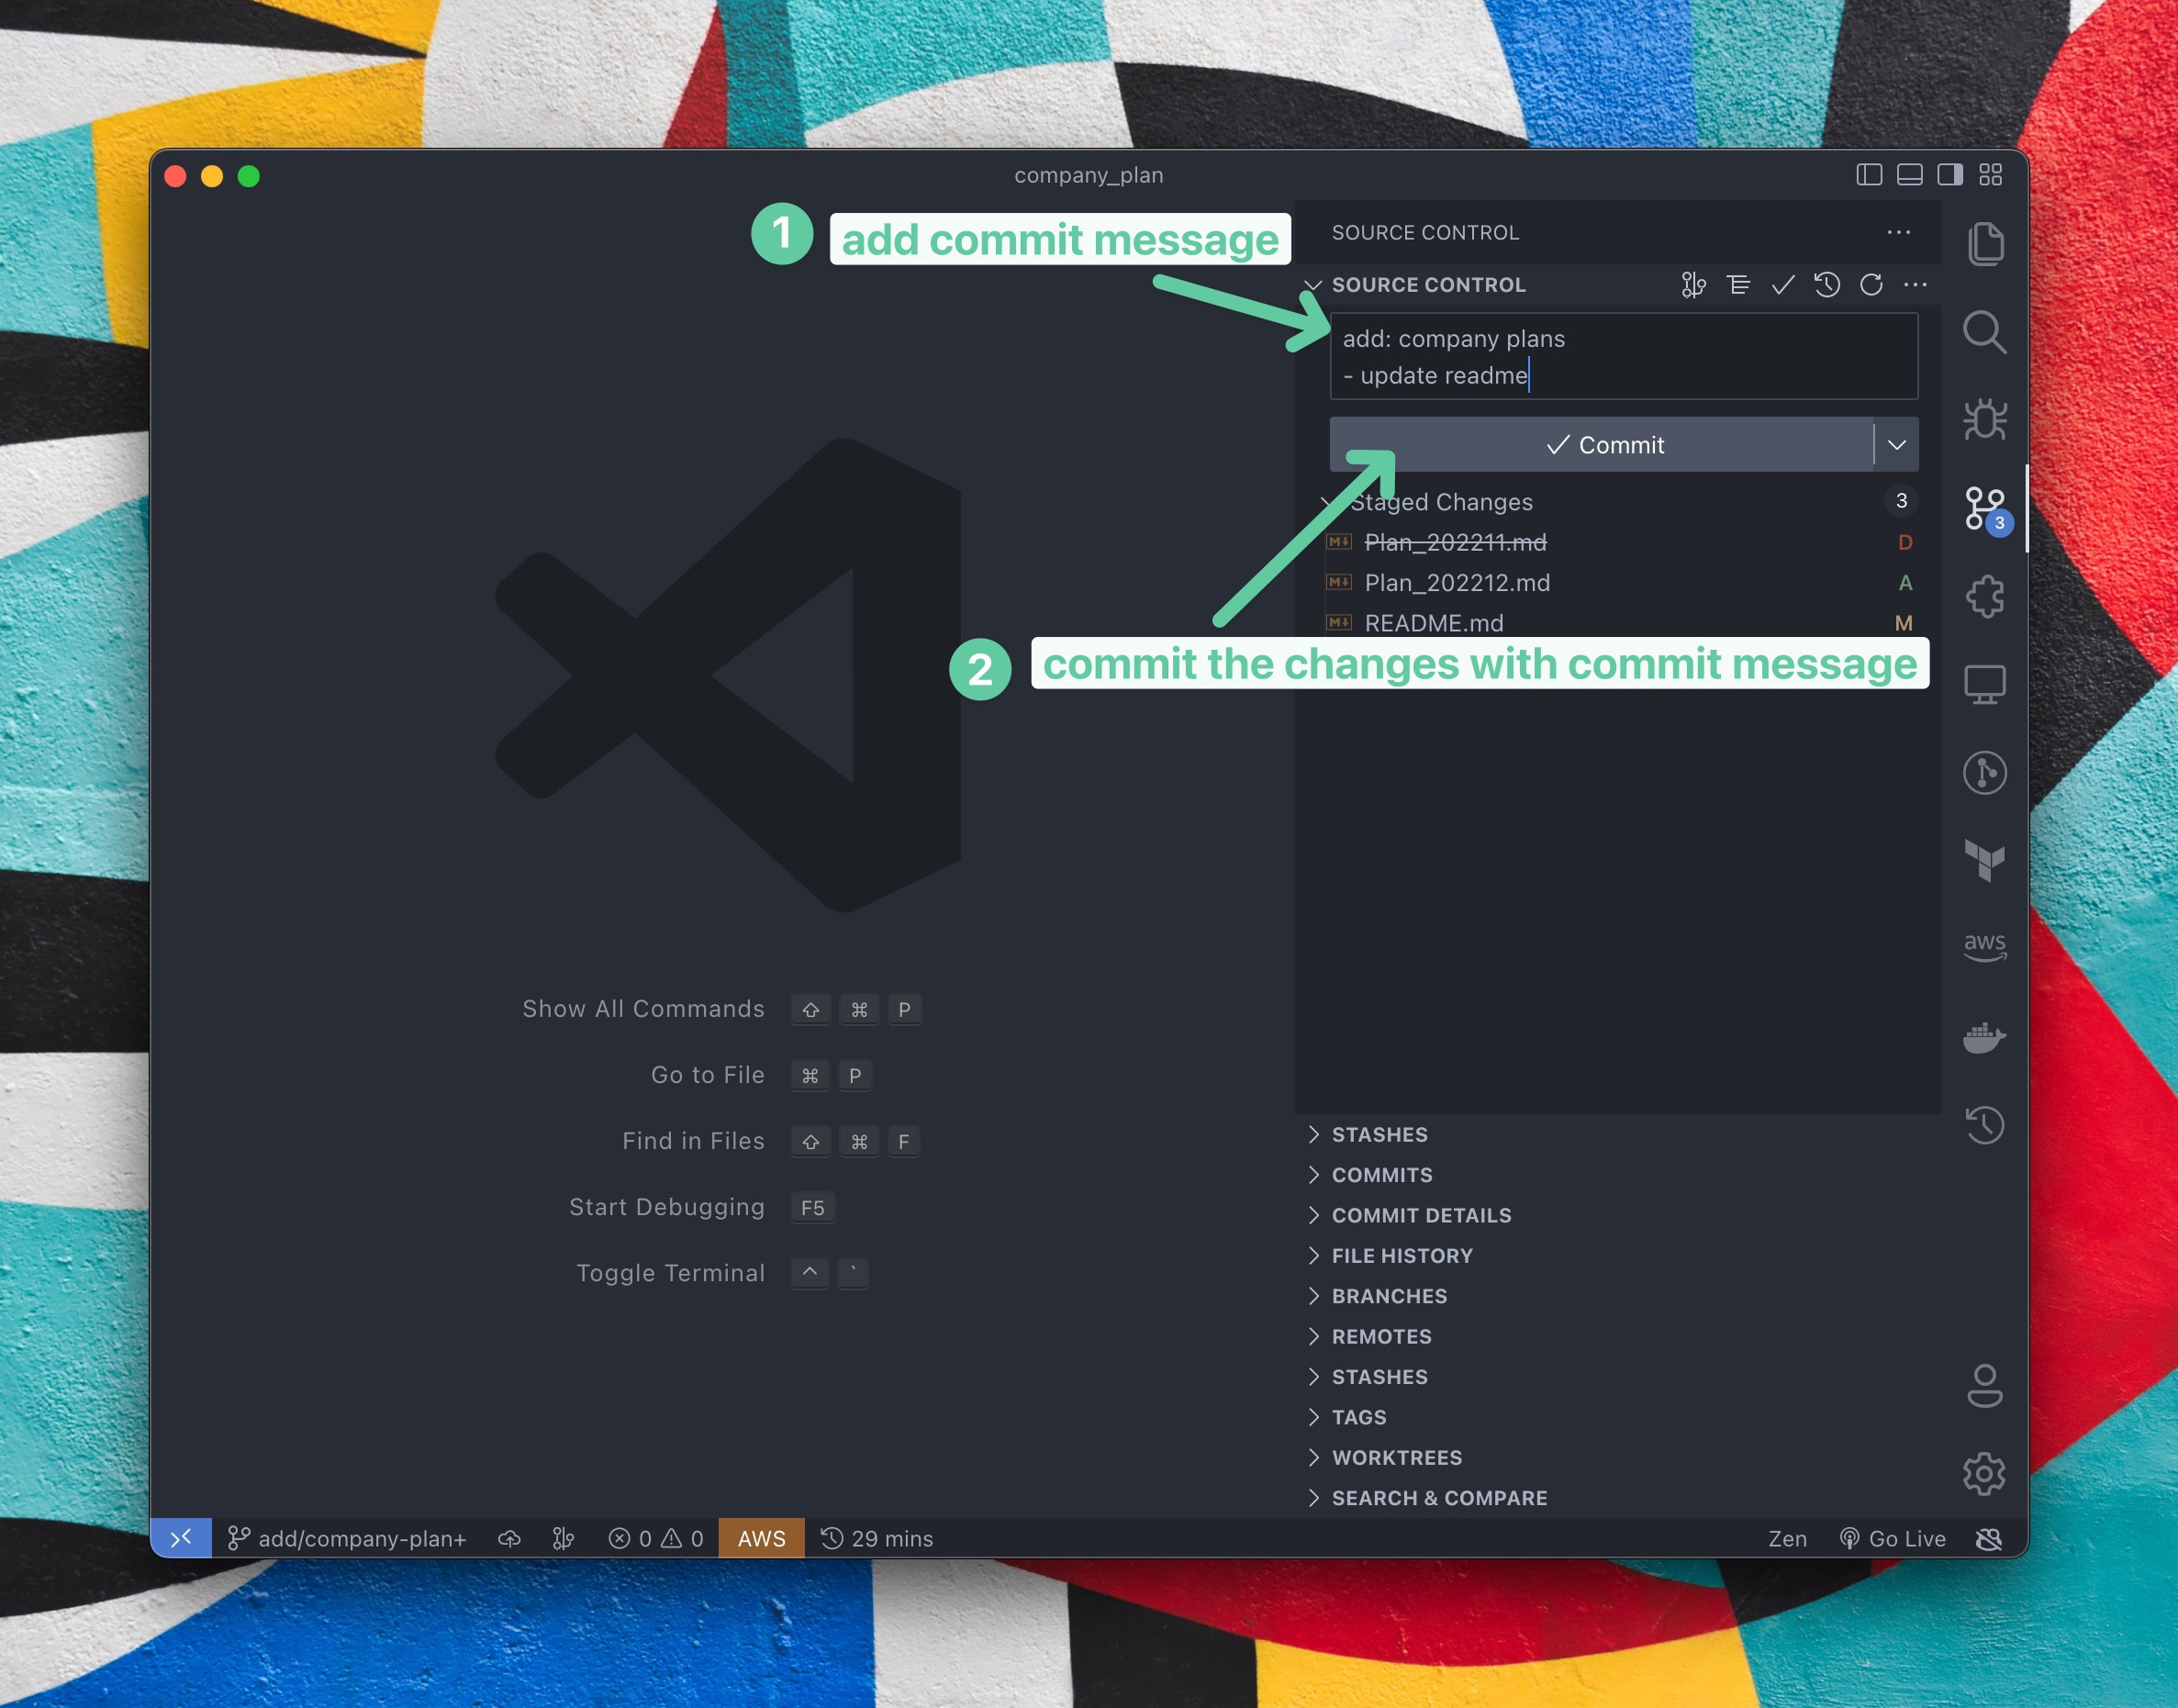 company_plan
1 add commit message
SOURCE CONTROL
SOURCE CONTROL
add: company plans
- update readme
Commit
Staged Changes 3
Plan_202211.md D
Plan_202212.md A
README.md M
3
2 commit the changes with commit message
aws
Show All Commands ⇧ ⌘ P
Go to File ⌘ P
Find in Files ⇧ ⌘ F
Start Debugging F5
Toggle Terminal ^ `
STASHES
COMMITS
COMMIT DETAILS
FILE HISTORY
BRANCHES
REMOTES
STASHES
TAGS
WORKTREES
SEARCH & COMPARE
add/company-plan+ 0 0 AWS 29 mins Zen Go Live